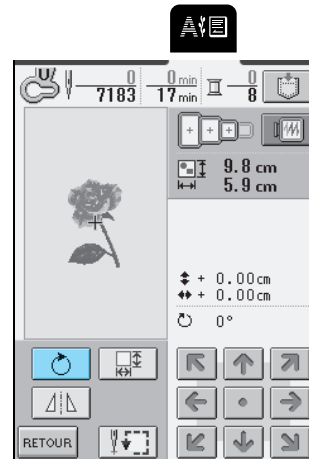 A
U 0 0 min 0
7183 17 min 8
9.8 cm
5.9 cm
+ 0.00cm
+ 0.00cm
0°
RETOUR